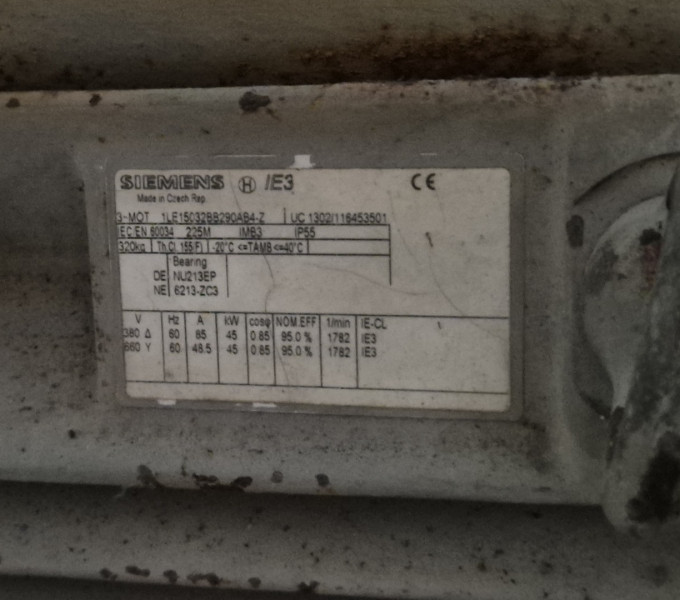 SIEMENS H IE3 CE
Made in Czech Rep.
3~MOT 1LE15032BB290AB4-Z UC 1302/116453501
IEC/EN 60034 225M IMB3 IP55
320kg Th.Cl. 155(F) -20°C <=TAMB<=40°C
Bearing
DE NU213EP
NE 6213-ZC3
V Hz A kW cosφ NOM.EFF 1/min IE-CL
380 Δ 60 85 45 0.85 95.0 % 1782 IE3
660 Y 60 48.5 45 0.85 95.0 % 1782 IE3